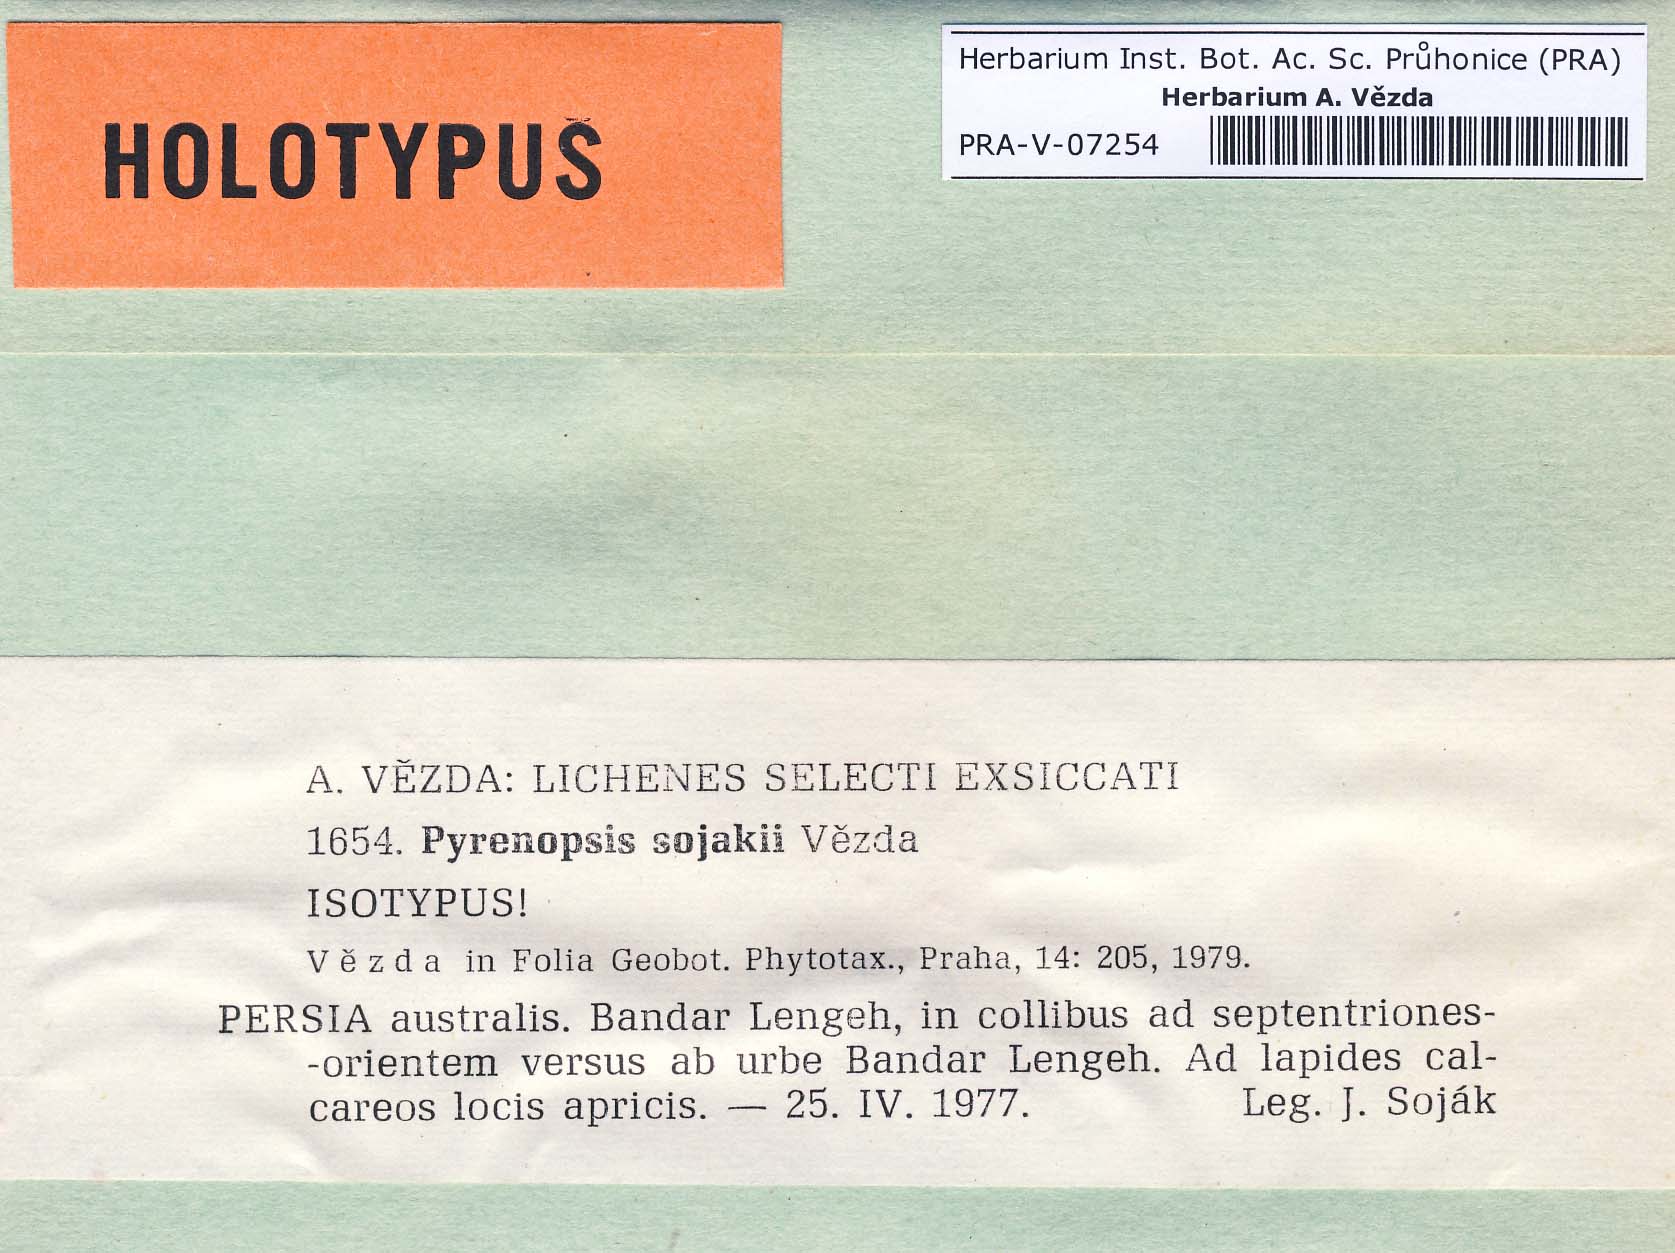 HOLOTYPUS
Herbarium Inst. Bot. Ac. Sc. Průhonice (PRA)
Herbarium A. Vězda
PRA-V-07254
A. VĚZDA: LICHENES SELECTI EXSICCATI
1654. Pyrenopsis sojakii Vězda
ISOTYPUS!
Vězda in Folia Geobot. Phytotax., Praha, 14: 205, 1979.
PERSIA australis. Bandar Lengeh, in collibus ad septentriones-
-orientem versus ab urbe Bandar Lengeh. Ad lapides cal-
careos locis apricis. — 25. IV. 1977. Leg. J. Soják